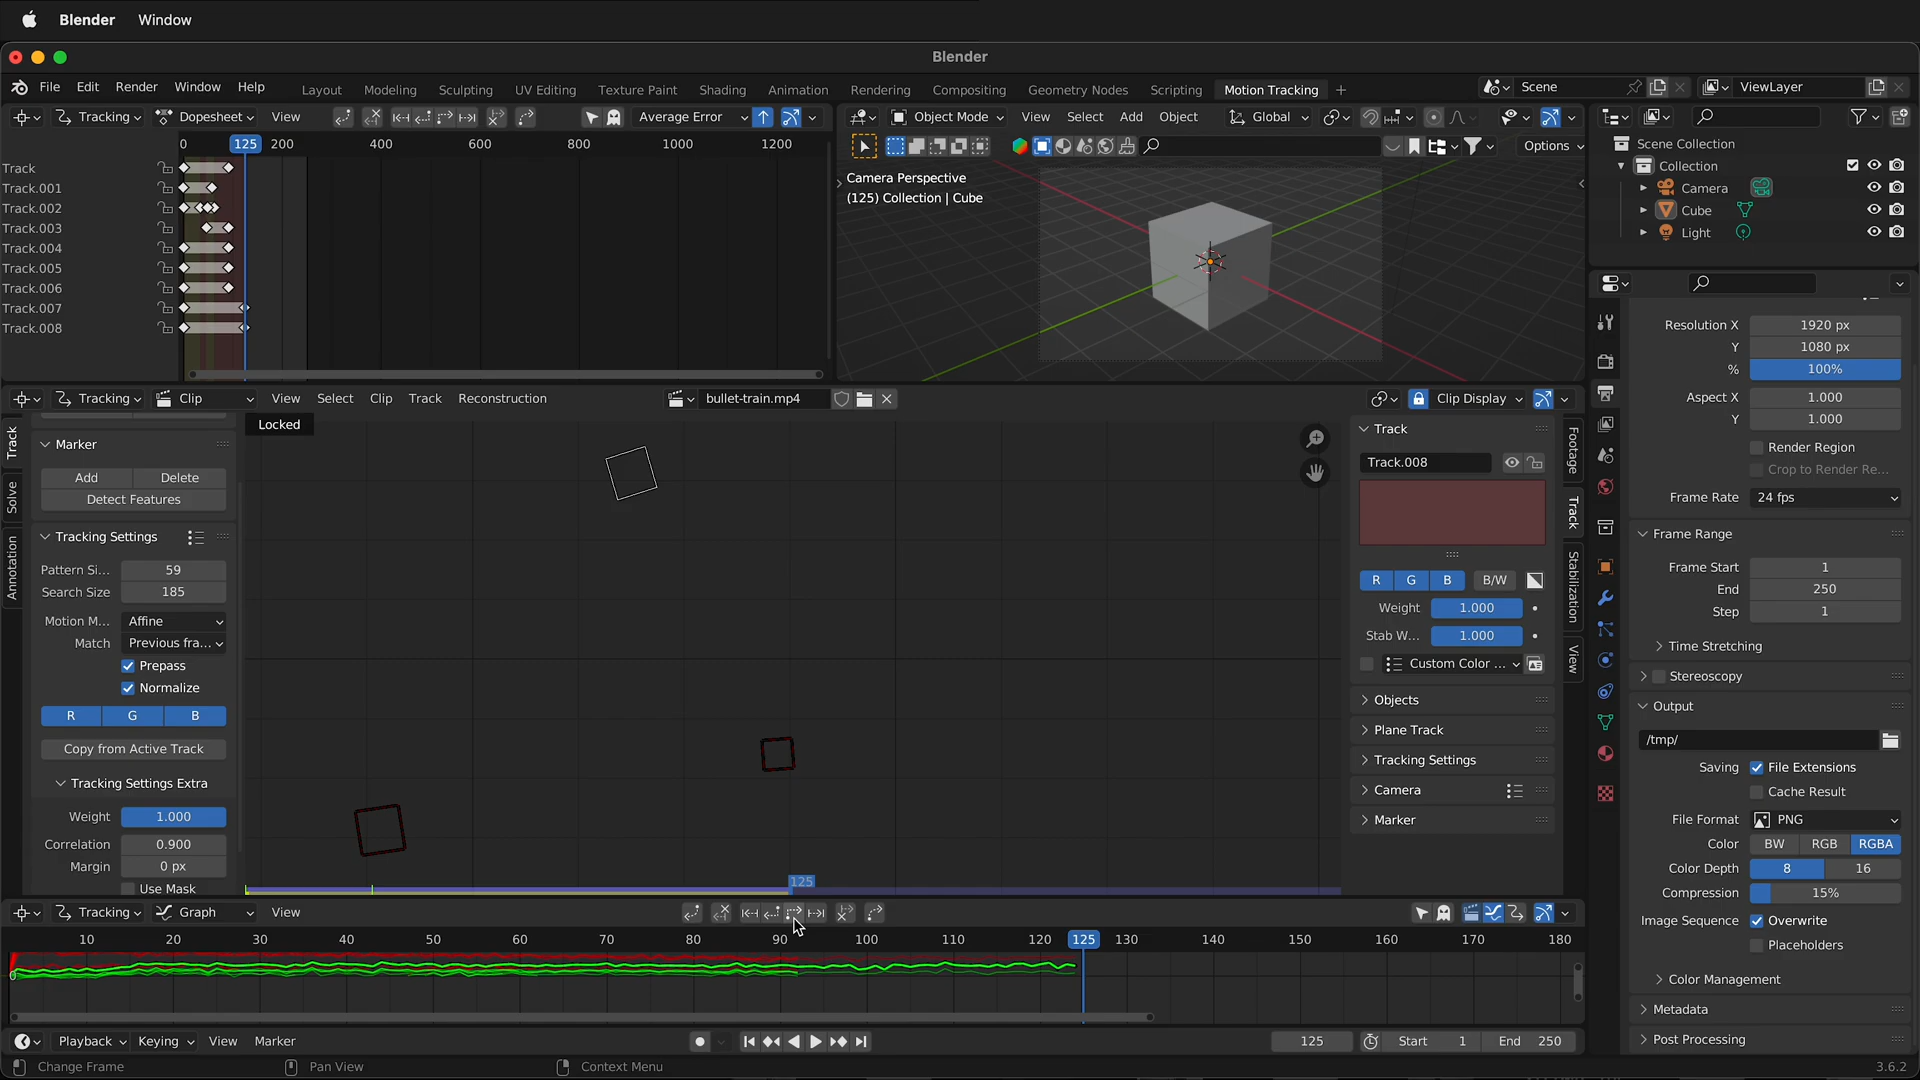 Blender Window
Blender
File Edit Render Window Help Layout Modeling Sculpting UV Editing Texture Paint Shading Animation Rendering Compositing Geometry Nodes Scripting Motion Tracking + Scene ViewLayer
Tracking Dopesheet View Average Error
0 125 200 400 600 800 1000 1200
Track
Track.001
Track.002
Track.003
Track.004
Track.005
Track.006
Track.007
Track.008
Object Mode View Select Add Object Global
Options
Camera Perspective
(125) Collection | Cube
Scene Collection
Collection
Camera
Cube
Light
Tracking Clip View Select Clip Track Reconstruction bullet-train.mp4 Clip Display
Track
Solve
Annotation
Marker
Add Delete
Detect Features
Tracking Settings
Pattern Si... 59
Search Size 185
Motion M... Affine
Match Previous fra...
Prepass
Normalize
R G B
Copy from Active Track
Tracking Settings Extra
Weight 1.000
Correlation 0.900
Margin 0 px
Use Mask
Locked
125
Track
Track.008
R G B B/W
Weight 1.000
Stab W... 1.000
Custom Color ...
Objects
Plane Track
Tracking Settings
Camera
Marker
Footage
Track
Stabilization
View
Resolution X 1920 px
Y 1080 px
% 100%
Aspect X 1.000
Y 1.000
Render Region
Crop to Render Re...
Frame Rate 24 fps
Frame Range
Frame Start 1
End 250
Step 1
Time Stretching
Stereoscopy
Output
/tmp/
Saving File Extensions
Cache Result
File Format PNG
Color BW RGB RGBA
Color Depth 8 16
Compression 15%
Image Sequence Overwrite
Placeholders
Color Management
Metadata
Post Processing
Tracking Graph View
10 20 30 40 50 60 70 80 90 100 110 120 125 130 140 150 160 170 180
0
Playback Keying View Marker 125 Start 1 End 250
Change Frame Pan View Context Menu 3.6.2